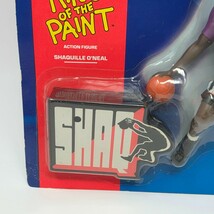 OF THE
PAINT
ACTION FIGURE
SHAQUILLE O'NEAL
SHAQ